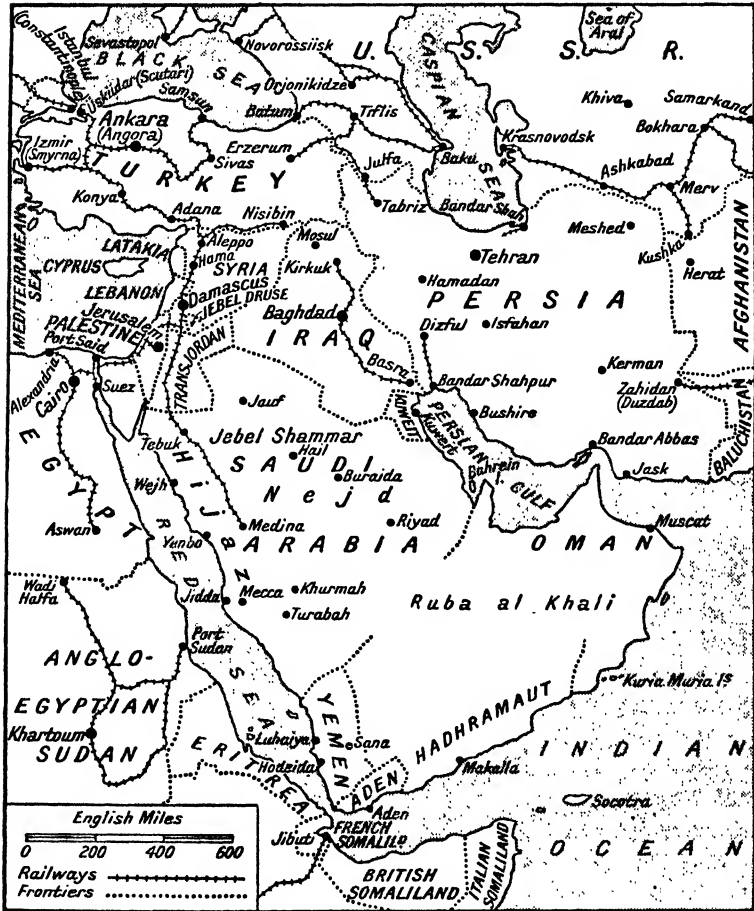 Sea of
Aral
Sevastopol
Novorossiisk
U. S. S. R.
CASPIAN
SEA
Istanbul
(Constantinople)
BLACK
SEA
Orjonikidze
Khiva
Samarkand
Üsküdar (Scutari)
Samsun
Batum
Tiflis
Bokhara
Ankara
(Angora)
Krasnovodsk
Izmir
(Smyrna)
Erzerum
Sivas
Baku
Julfa
Ashkabad
Merv
TURKEY
Konya
Tabriz
Bandar Shah
Adana
Nisibin
Meshed
Kushka
Mosul
Aleppo
LATAKIA
Hama
Tehran
Herat
MEDITERRANEAN
SEA
CYPRUS
SYRIA
Kirkuk
Hamadan
AFGHANISTAN
LEBANON
Damascus
JEBEL DRUSE
PERSIA
Baghdad
Jerusalem
PALESTINE
Dizful
Isfahan
IRAQ
Port Said
TRANSJORDAN
Basra
Kerman
Alexandria
Cairo
Suez
Jauf
Bandar Shahpur
Zahidan
(Duzdab)
KUWEIT
Kuweit
PERSIAN
GULF
Bushire
BALUCHISTAN
Tebuk
Jebel Shammar
Bandar Abbas
EGYPT
Hail
SAUDI
Bahrein
Jask
Wejh
Hijaz
Buraida
Nejd
Aswan
Medina
Riyad
Muscat
Yenbo
ARABIA
OMAN
RED
SEA
Wadi
Halfa
Jidda
Mecca
Khurmah
Turabah
Ruba al Khali
Port
Sudan
ANGLO-
EGYPTIAN
SUDAN
Kuria Muria Is
Khartoum
YEMEN
HADHRAMAUT
INDIAN
OCEAN
Luhaiya
Sana
ERITREA
Hodeida
ADEN
Makalla
Aden
Socotra
FRENCH
SOMALILD
Jibuti
BRITISH
SOMALILAND
ITALIAN
SOMALILAND
English Miles
0 200 400 600
Railways
Frontiers